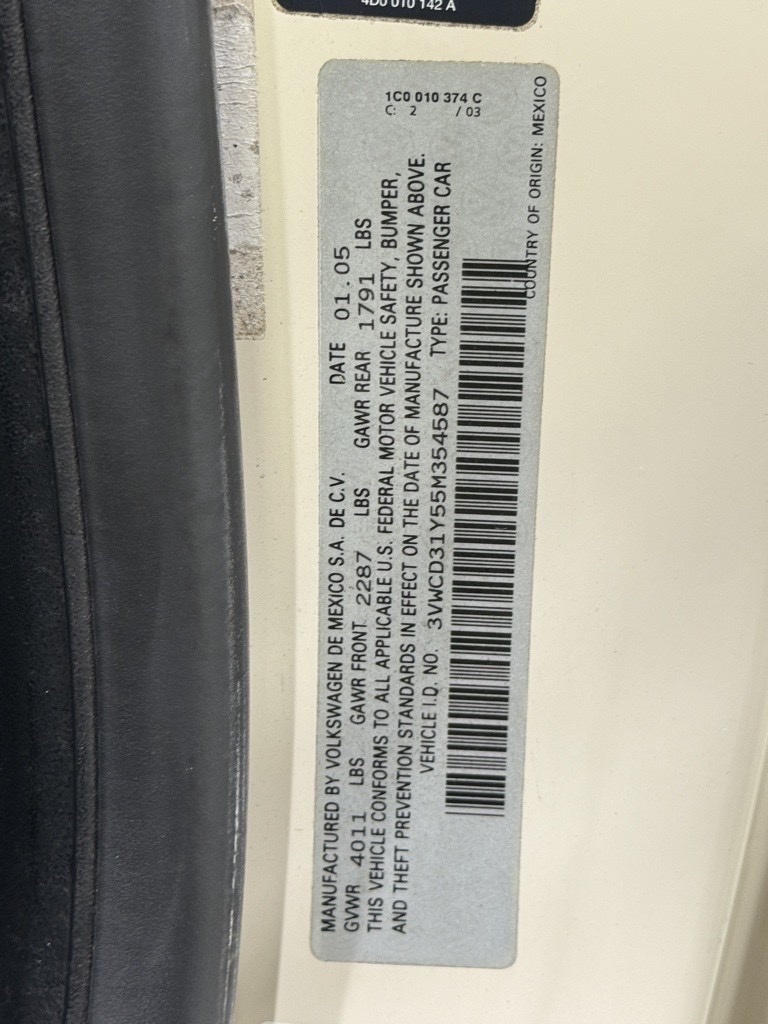 4D0 010 142 A
1C0 010 374 C
C: 2 / 03
MANUFACTURED BY VOLKSWAGEN DE MEXICO S.A. DE C.V. DATE 01.05
GVWR 4011 LBS GAWR FRONT 2287 LBS GAWR REAR 1791 LBS
THIS VEHICLE CONFORMS TO ALL APPLICABLE U.S. FEDERAL MOTOR VEHICLE SAFETY, BUMPER,
AND THEFT PREVENTION STANDARDS IN EFFECT ON THE DATE OF MANUFACTURE SHOWN ABOVE.
VEHICLE I.D. NO. 3VWCD31Y55M354587 TYPE: PASSENGER CAR
COUNTRY OF ORIGIN: MEXICO